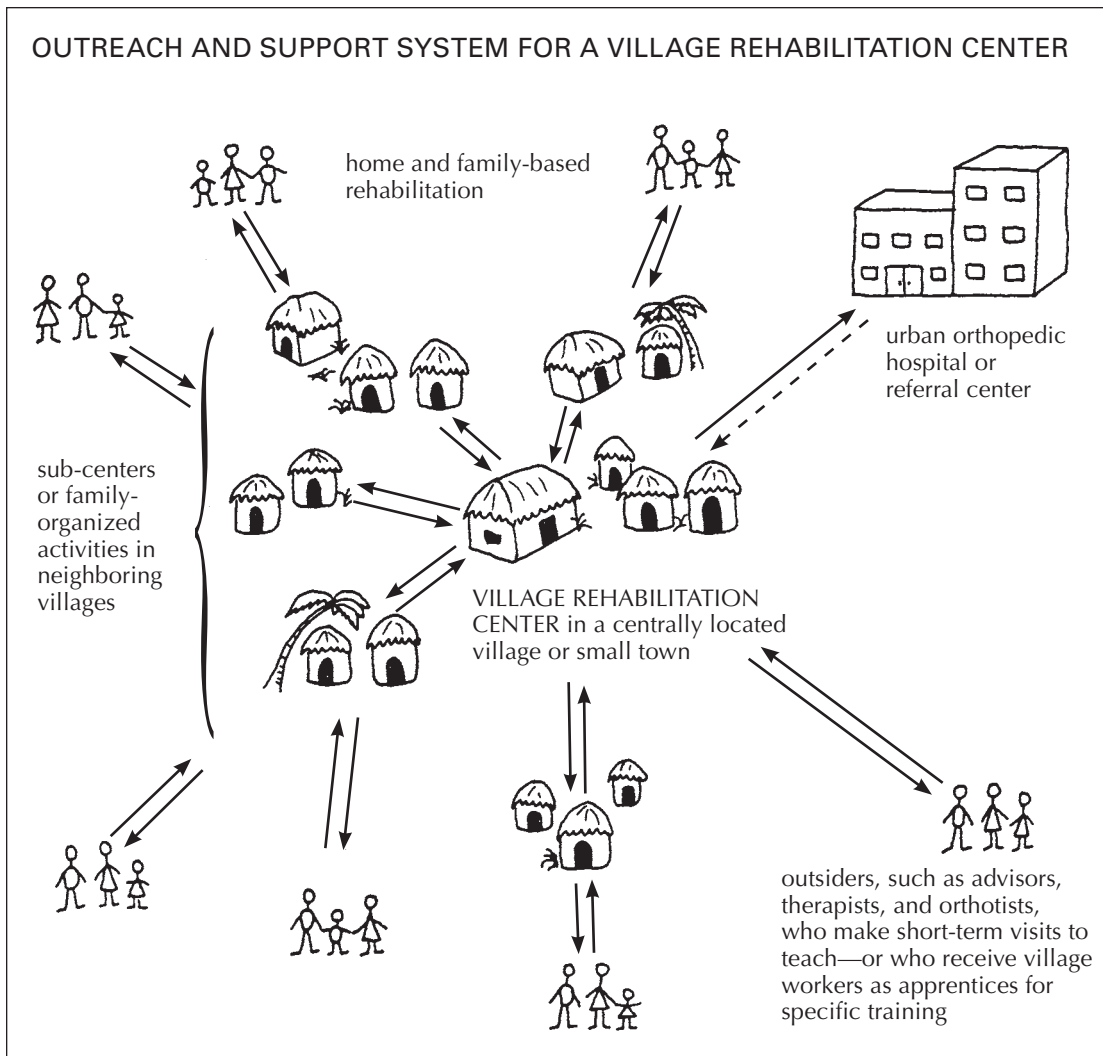 OUTREACH AND SUPPORT SYSTEM FOR A VILLAGE REHABILITATION CENTER
home and family-based
rehabilitation
urban orthopedic
hospital or
referral center
sub-centers
or family-
organized
activities in
neighboring
villages
VILLAGE REHABILITATION
CENTER in a centrally located
village or small town
outsiders, such as advisors,
therapists, and orthotists,
who make short-term visits to
teach—or who receive village
workers as apprentices for
specific training